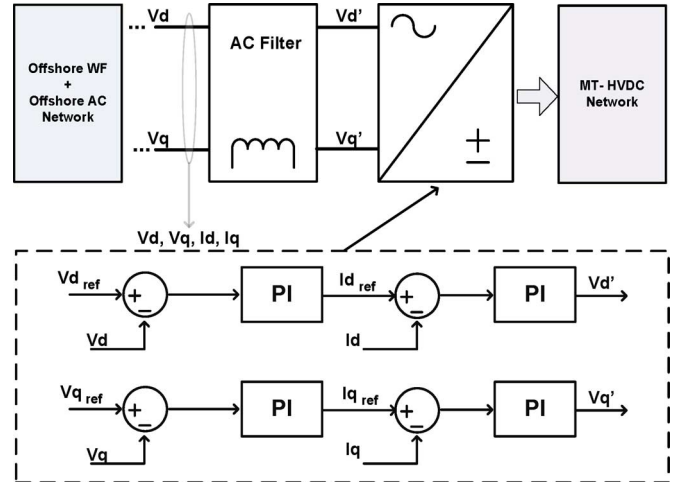 Vd
Vd’
Offshore WF
+
Offshore AC
Network
AC Filter
MT- HVDC
Network
Vq
Vq’
Vd, Vq, Id, Iq
Vd ref
PI
Id ref
PI
Vd’
Vd
Id
Vq ref
PI
Iq ref
PI
Vq’
Vq
Iq